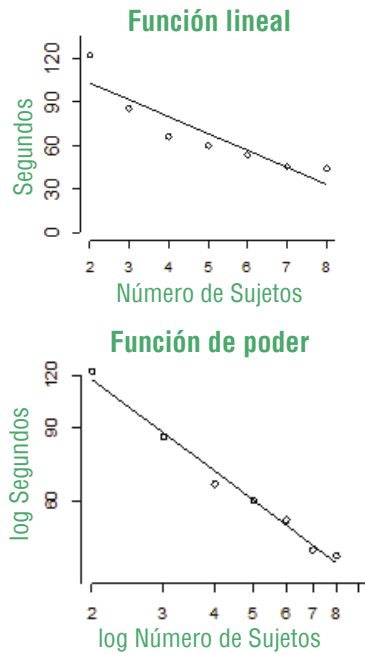 Función lineal
120
90
60
30
0
Segundos
2 3 4 5 6 7 8
Número de Sujetos
Función de poder
120
90
60
log Segundos
2 3 4 5 6 7 8
log Número de Sujetos